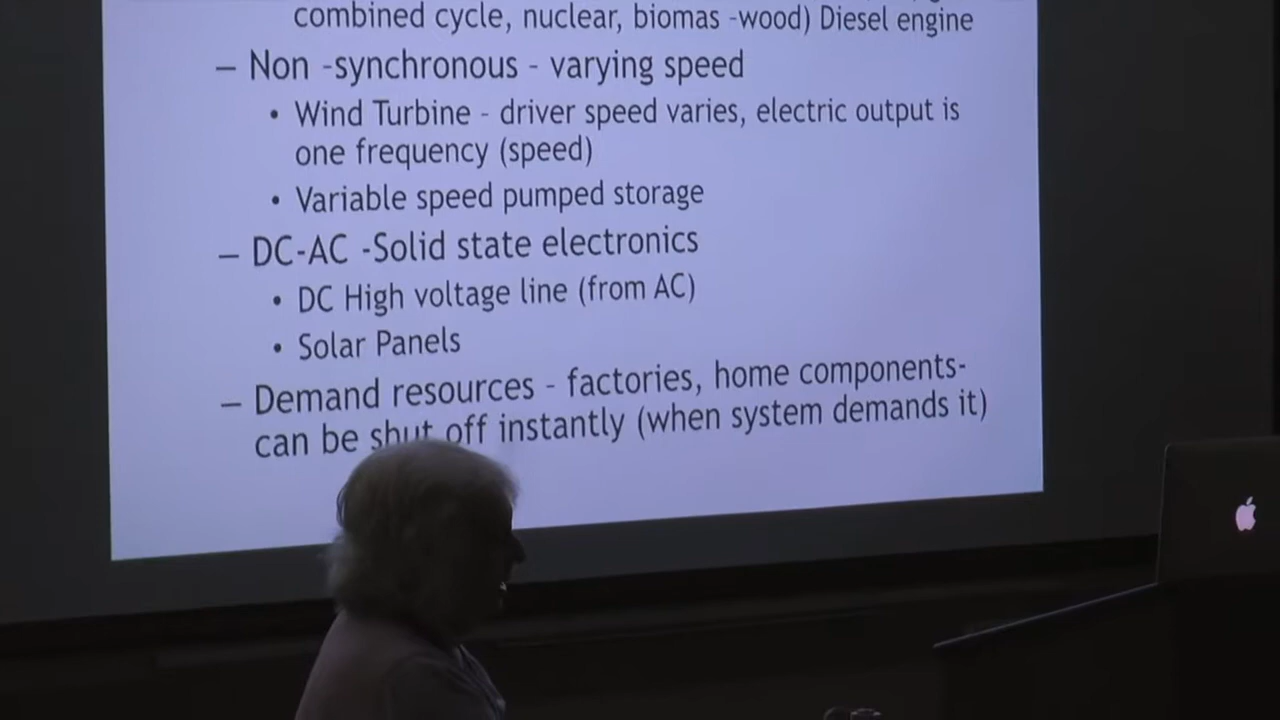 combined cycle, nuclear, biomas -wood) Diesel engine
– Non -synchronous - varying speed
• Wind Turbine - driver speed varies, electric output is
one frequency (speed)
• Variable speed pumped storage
– DC-AC -Solid state electronics
• DC High voltage line (from AC)
• Solar Panels
– Demand resources - factories, home components-
can be shut off instantly (when system demands it)